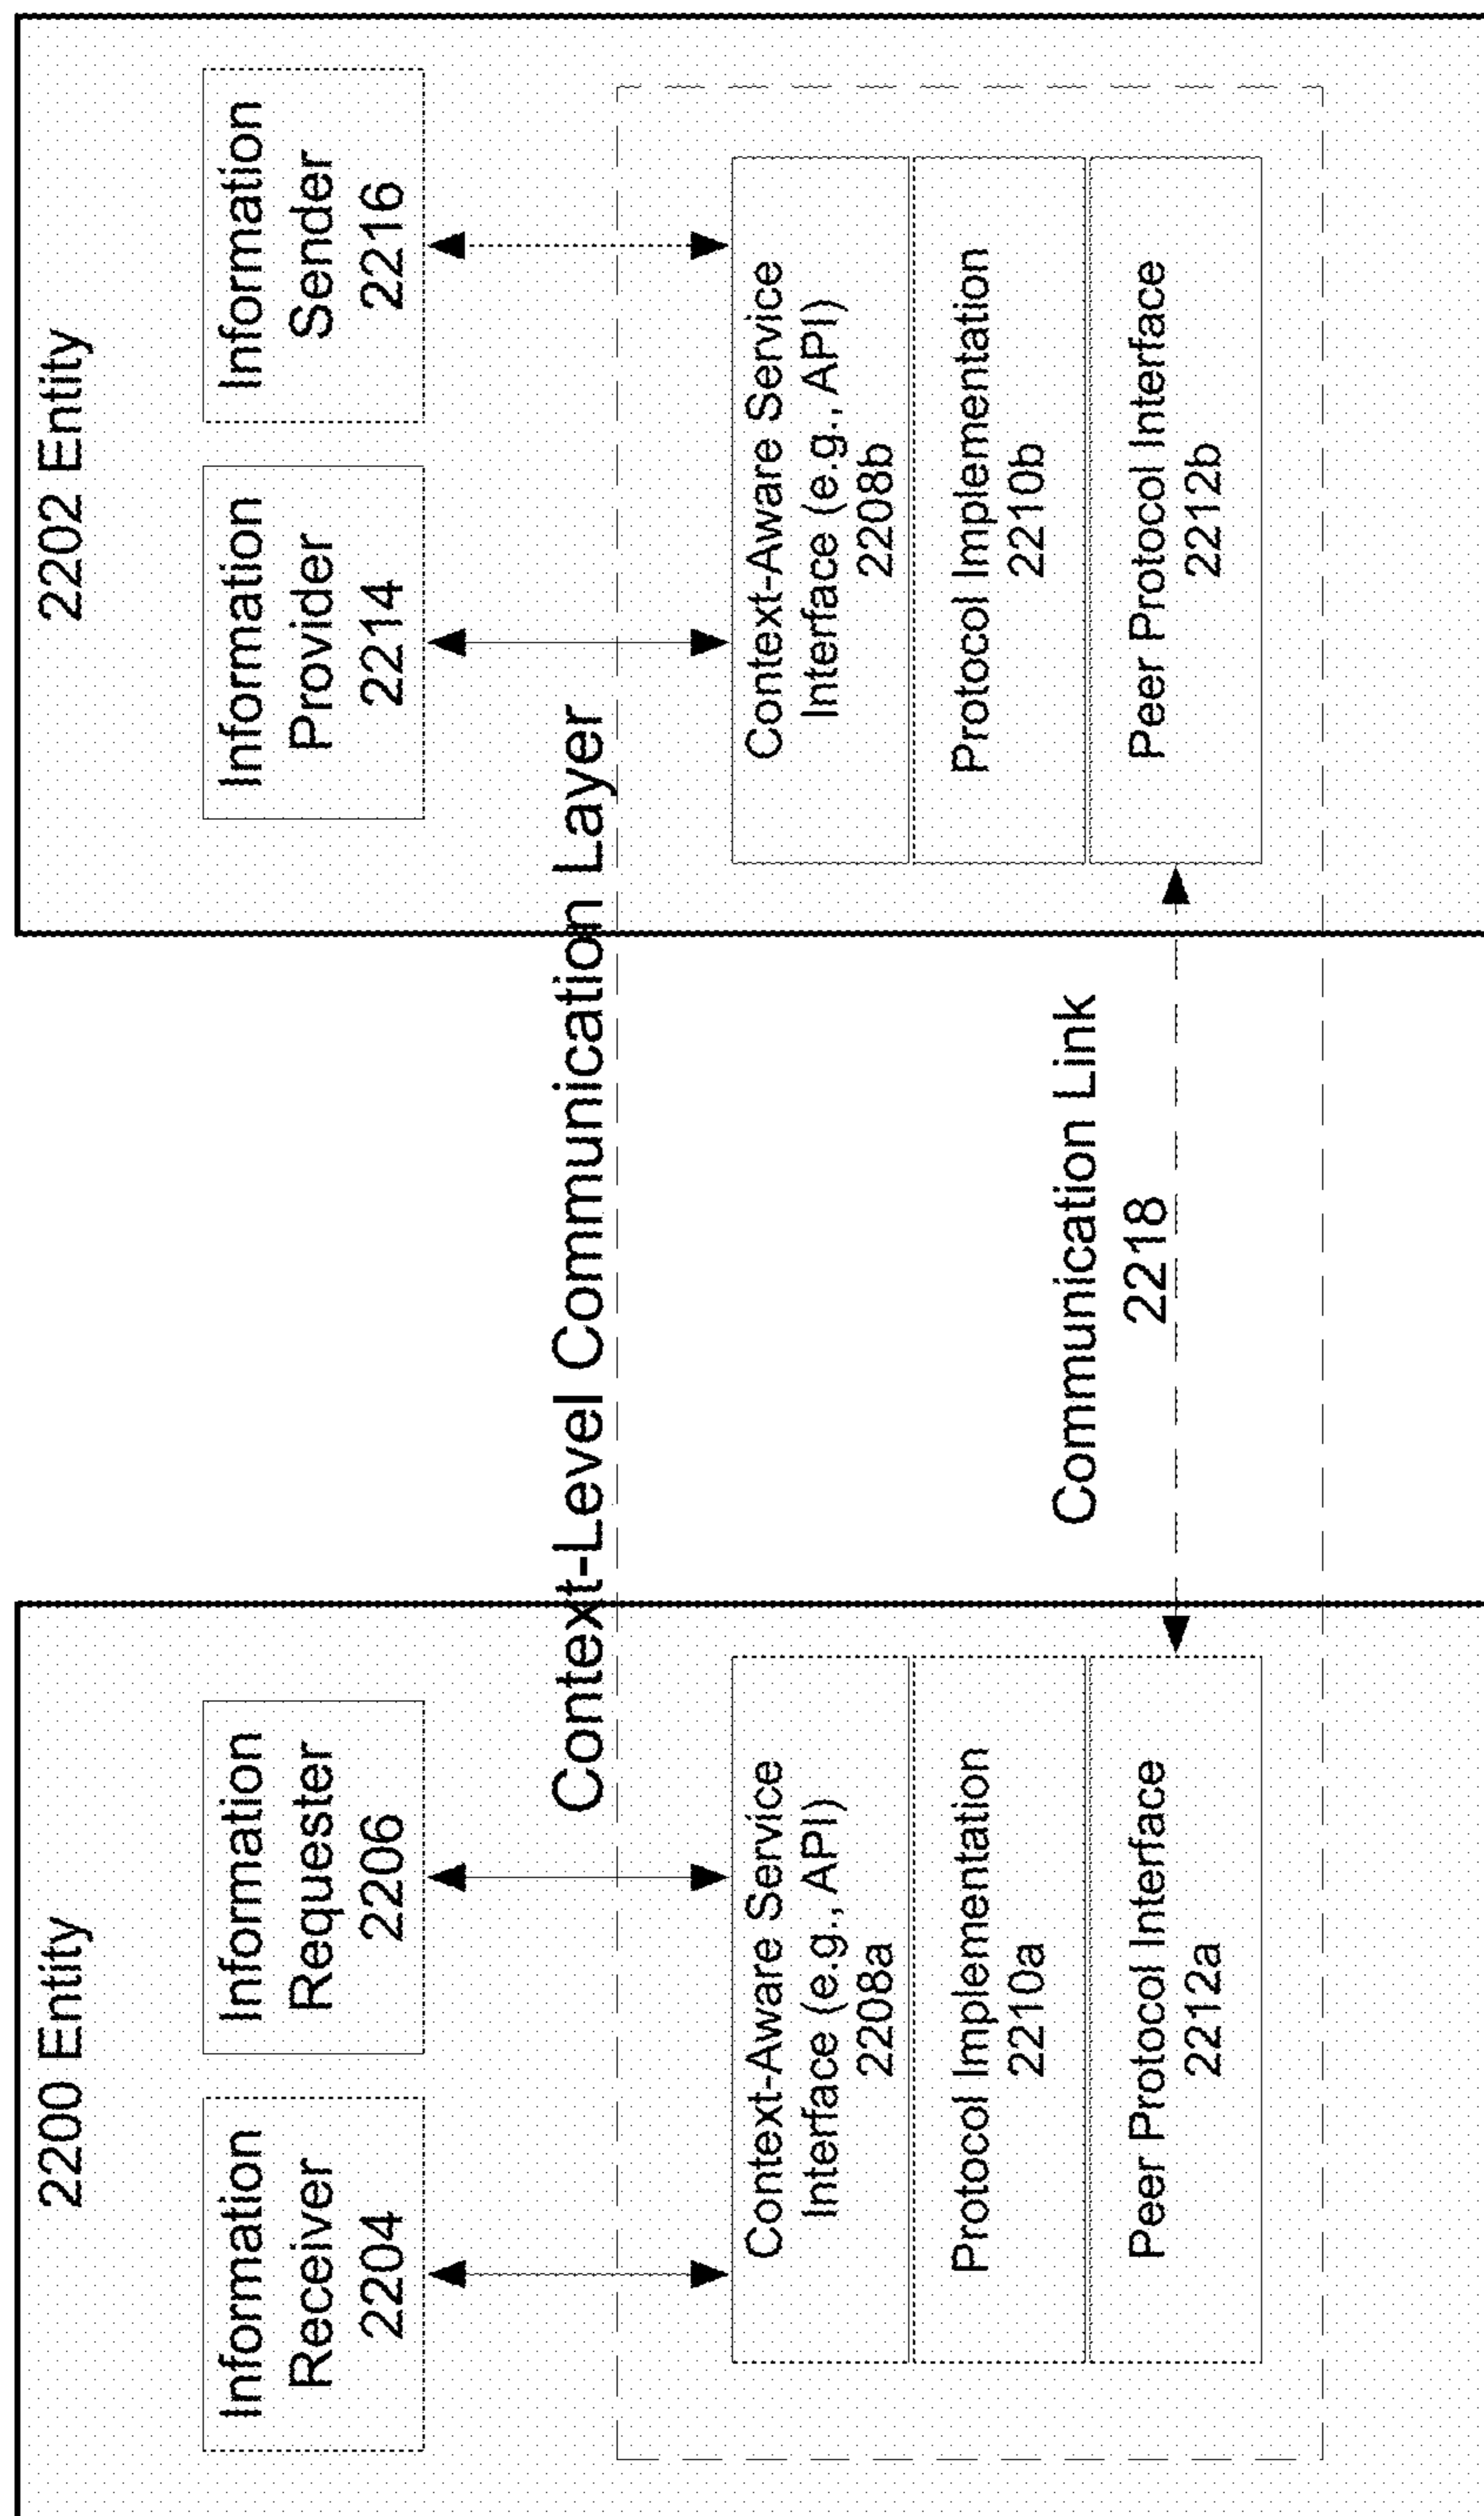 2200 Entity
Information
Receiver
2204
Information
Requester
2206
Context-Aware Service
Interface (e.g., API)
2208a
Protocol Implementation
2210a
Peer Protocol Interface
2212a
Context-Level Communication Layer
Communication Link
2218
2202 Entity
Information
Provider
2214
Information
Sender
2216
Context-Aware Service
Interface (e.g., API)
2208b
Protocol Implementation
2210b
Peer Protocol Interface
2212b